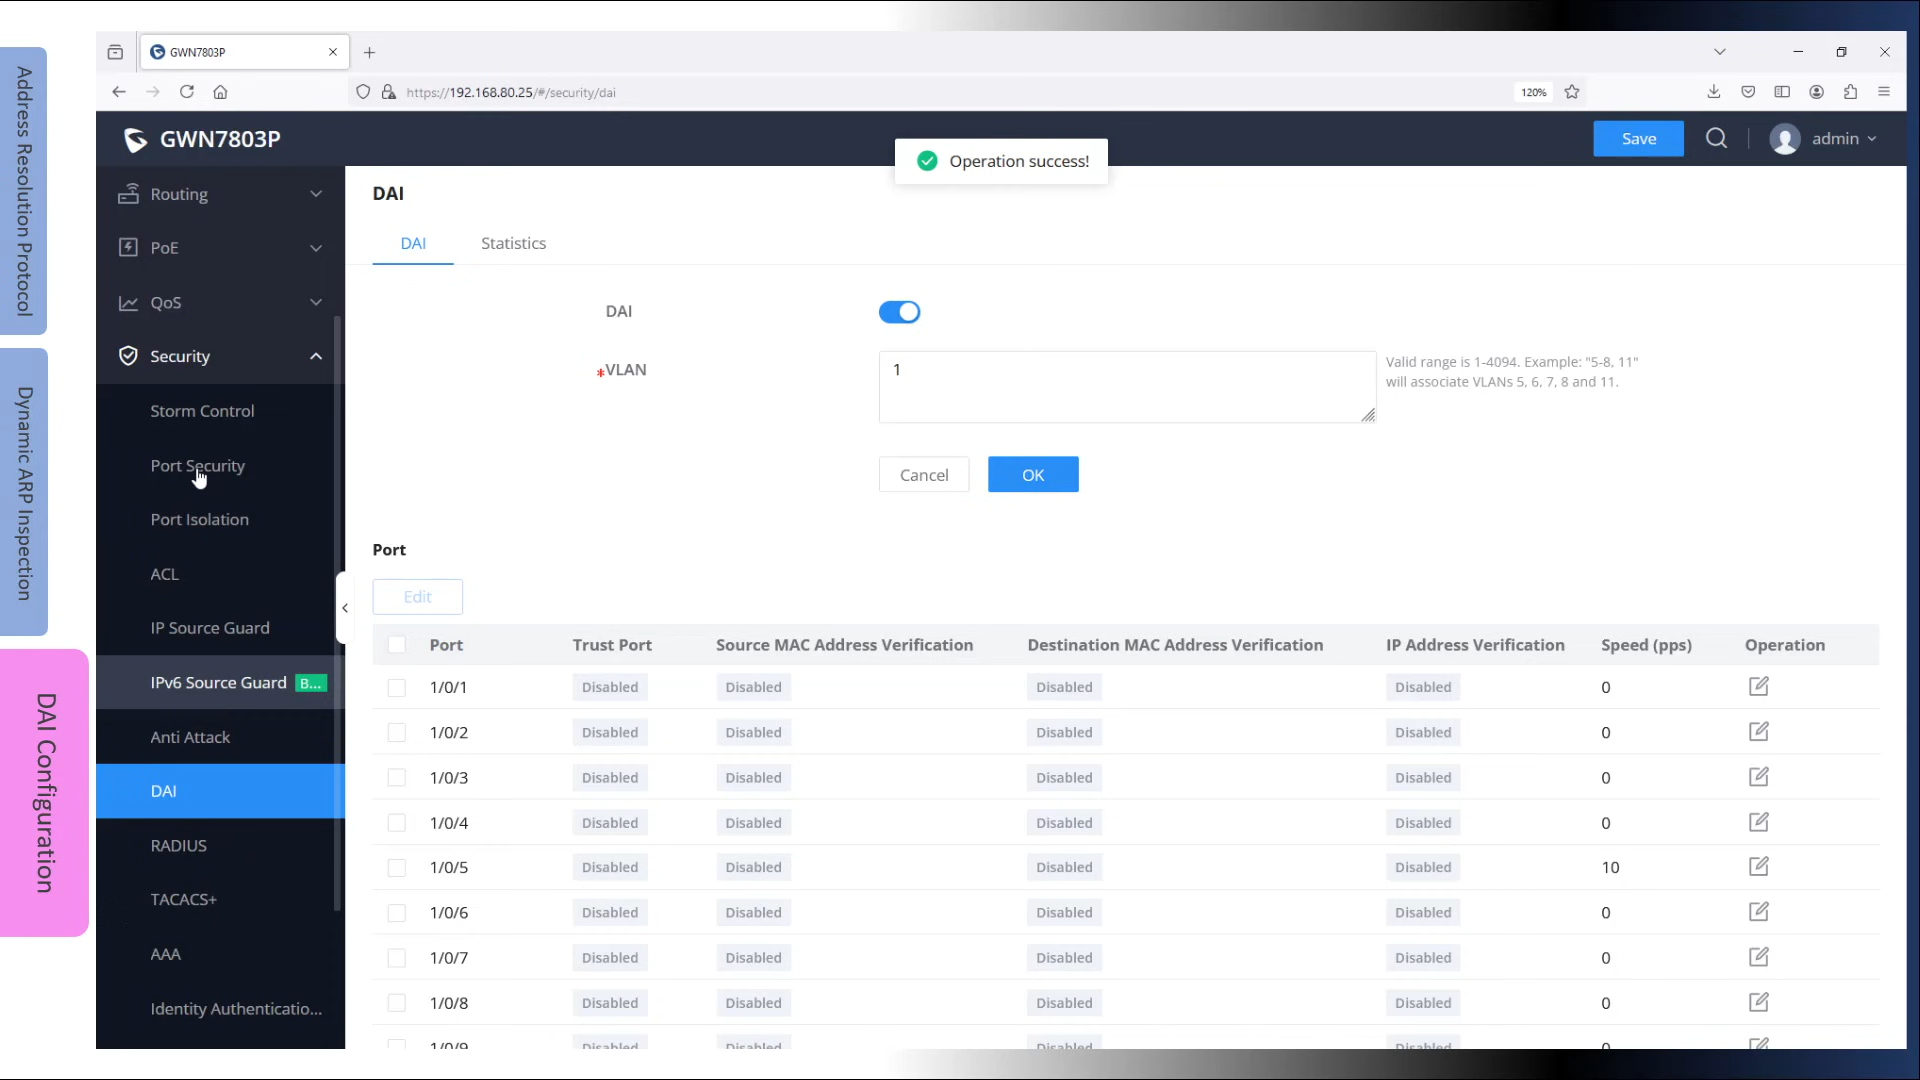 Address Resolution Protocol
Dynamic ARP Inspection
DAI Configuration
GWN7803P
https://192.168.80.25/#/security/dai
120%
GWN7803P
Save
admin
Operation success!
Routing
PoE
QoS
Security
Storm Control
Port Security
Port Isolation
ACL
IP Source Guard
IPv6 Source Guard B...
Anti Attack
DAI
RADIUS
TACACS+
AAA
Identity Authenticatio...
DAI
DAI Statistics
DAI
*VLAN
1
Valid range is 1-4094. Example: "5-8, 11"
will associate VLANs 5, 6, 7, 8 and 11.
Cancel OK
Port
Edit
Port Trust Port Source MAC Address Verification Destination MAC Address Verification IP Address Verification Speed (pps) Operation
1/0/1 Disabled Disabled Disabled Disabled 0
1/0/2 Disabled Disabled Disabled Disabled 0
1/0/3 Disabled Disabled Disabled Disabled 0
1/0/4 Disabled Disabled Disabled Disabled 0
1/0/5 Disabled Disabled Disabled Disabled 10
1/0/6 Disabled Disabled Disabled Disabled 0
1/0/7 Disabled Disabled Disabled Disabled 0
1/0/8 Disabled Disabled Disabled Disabled 0
1/0/9 Disabled Disabled Disabled Disabled 0